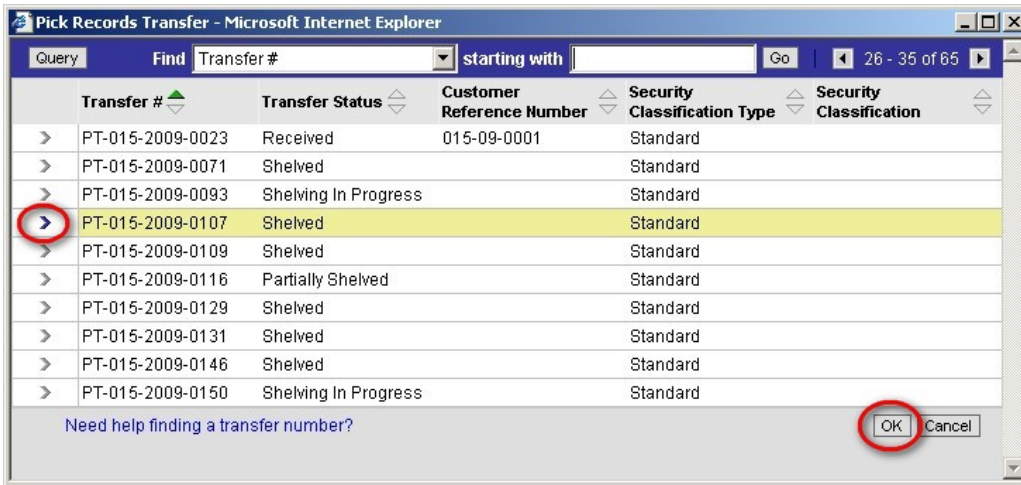 Pick Records Transfer - Microsoft Internet Explorer
Query Find Transfer # starting with Go 26 - 35 of 65
Transfer # Transfer Status Customer Reference Number Security Classification Type Security Classification
PT-015-2009-0023 Received 015-09-0001 Standard
PT-015-2009-0071 Shelved Standard
PT-015-2009-0093 Shelving In Progress Standard
PT-015-2009-0107 Shelved Standard
PT-015-2009-0109 Shelved Standard
PT-015-2009-0116 Partially Shelved Standard
PT-015-2009-0129 Shelved Standard
PT-015-2009-0131 Shelved Standard
PT-015-2009-0146 Shelved Standard
PT-015-2009-0150 Shelving In Progress Standard
Need help finding a transfer number? OK Cancel